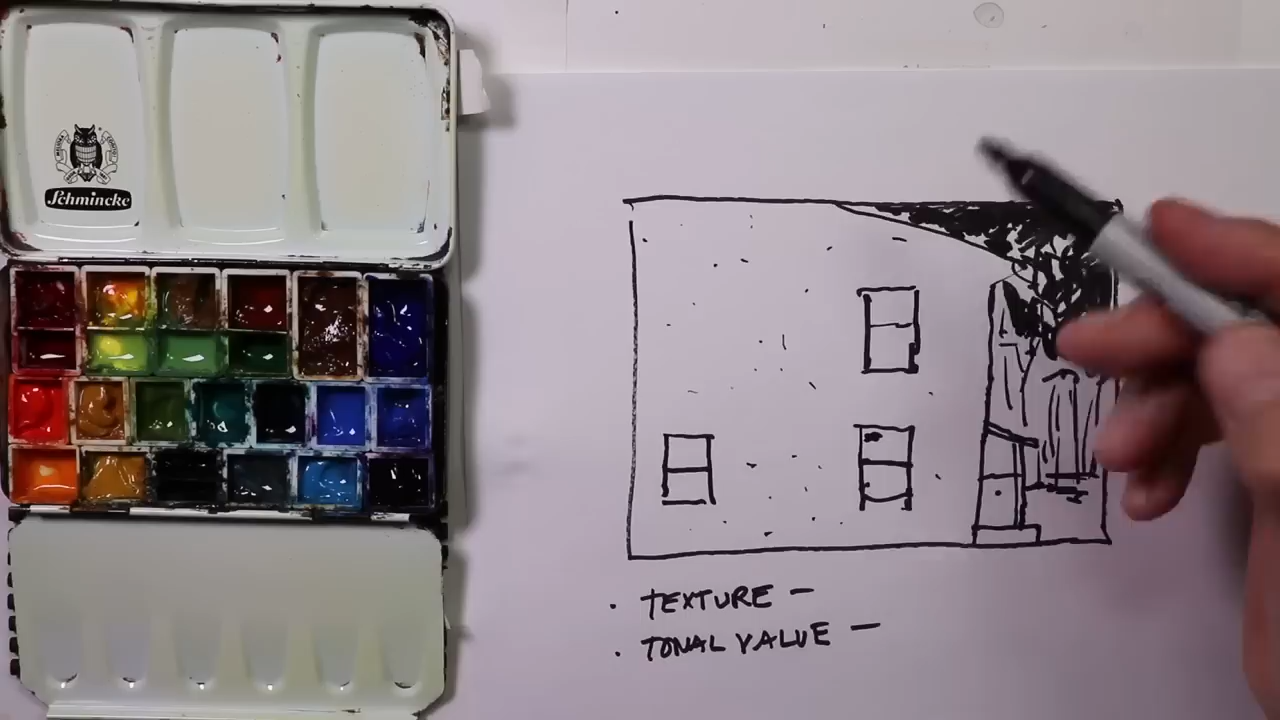 Schmincke
· TEXTURE —
· TONAL VALUE —